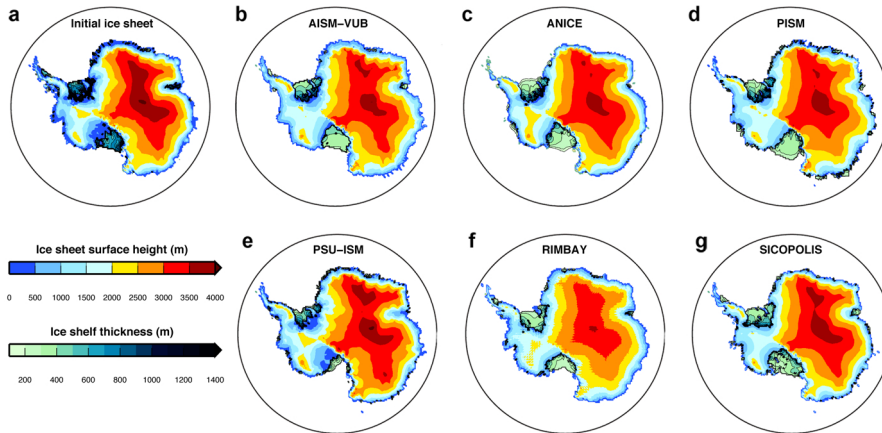 a
Initial ice sheet
b
AISM–VUB
c
ANICE
d
PISM
Ice sheet surface height (m)
0 500 1000 1500 2000 2500 3000 3500 4000
Ice shelf thickness (m)
200 400 600 800 1000 1200 1400
e
PSU–ISM
f
RIMBAY
g
SICOPOLIS